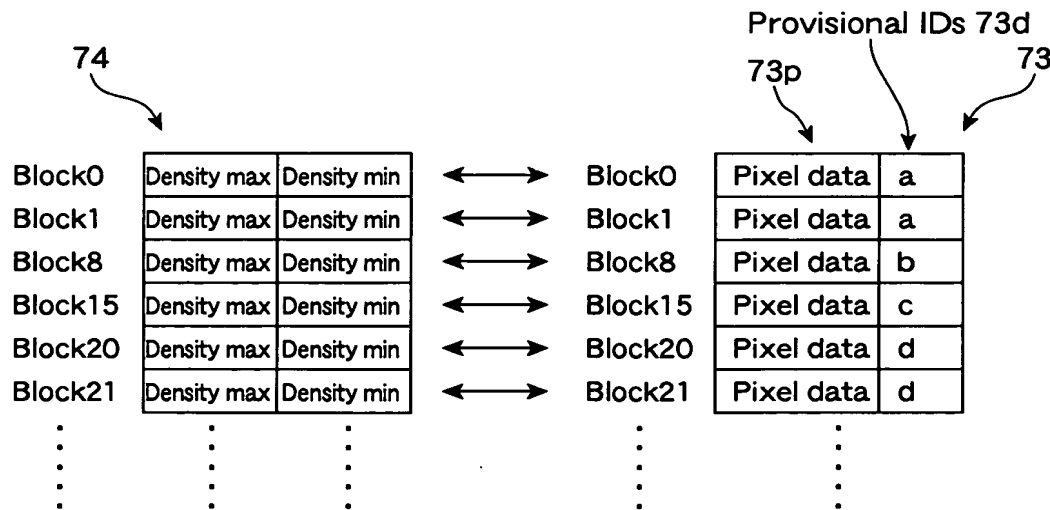 Provisional IDs 73d
74 73p 73
Block0 Density max Density min Block0 Pixel data a
Block1 Density max Density min Block1 Pixel data a
Block8 Density max Density min Block8 Pixel data b
Block15 Density max Density min Block15 Pixel data c
Block20 Density max Density min Block20 Pixel data d
Block21 Density max Density min Block21 Pixel data d